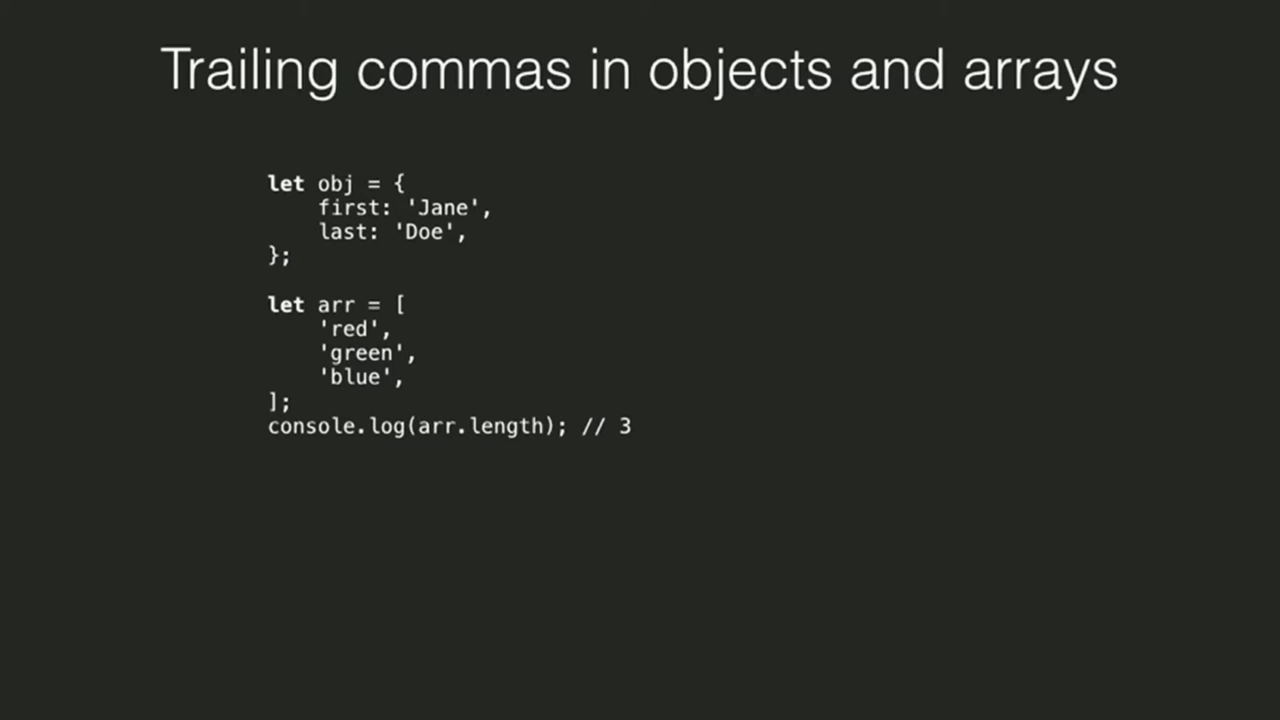 Trailing commas in objects and arrays
let obj = {
    first: 'Jane',
    last: 'Doe',
};
let arr = [
    'red',
    'green',
    'blue',
];
console.log(arr.length); // 3